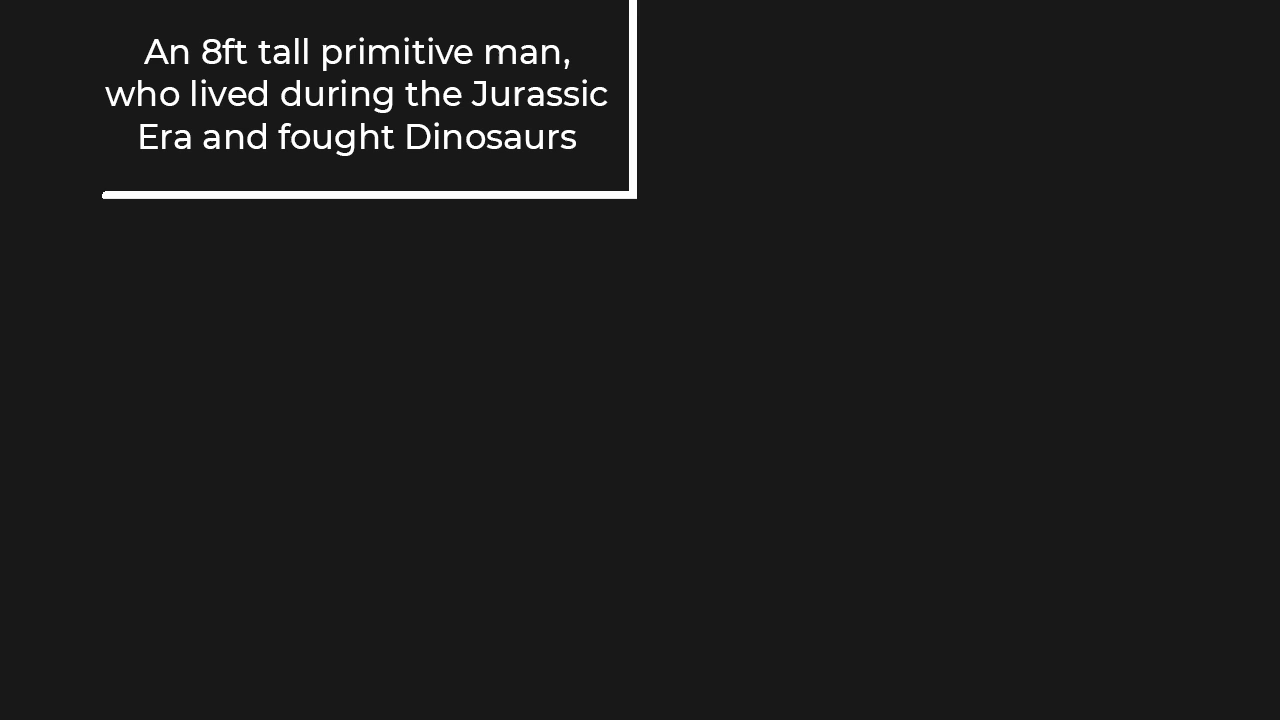 An 8ft tall primitive man,
who lived during the Jurassic
Era and fought Dinosaurs